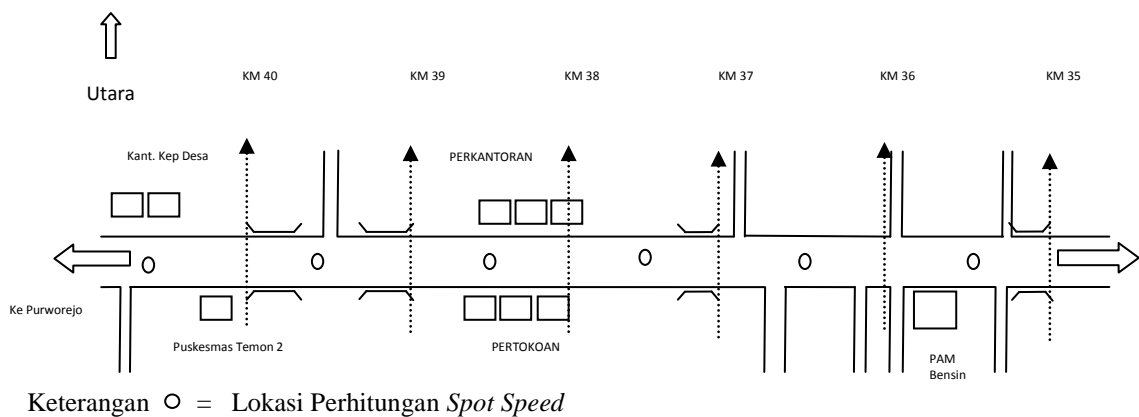 KM 40 KM 39 KM 38 KM 37 KM 36 KM 35
Utara
Kant. Kep Desa PERKANTORAN
Ke Purworejo
Puskesmas Temon 2 PERTOKOAN PAM
Bensin
Keterangan = Lokasi Perhitungan Spot Speed